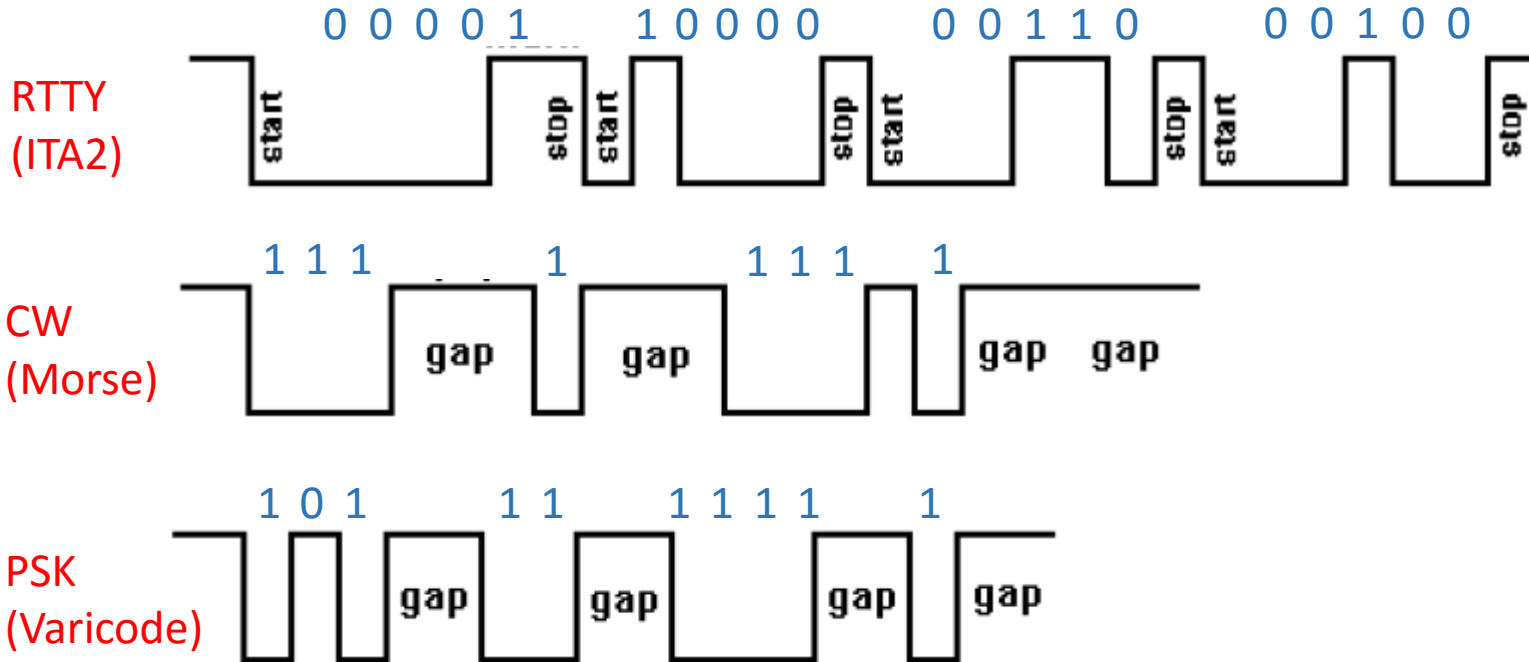 0 0 0 0 1 1 0 0 0 0 0 0 1 1 0 0 0 1 0 0
RTTY
(ITA2)
start stop start stop start stop start stop
1 1 1 1 1 1 1 1
CW
(Morse)
gap gap gap gap
1 0 1 1 1 1 1 1 1 1
PSK
(Varicode)
gap gap gap gap